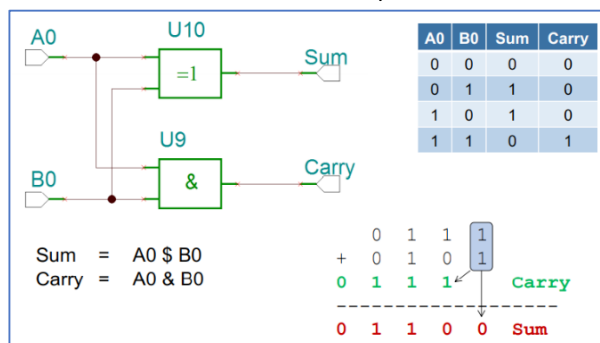 A0
U10
=1
Sum
U9
B0
&
Carry
Sum = A0 $ B0
Carry = A0 & B0
A0 B0 Sum Carry
0 0 0 0
0 1 1 0
1 0 1 0
1 1 0 1
0 1 1 1
+ 0 1 0 1
0 1 1 1 Carry
0 1 1 0 0 Sum